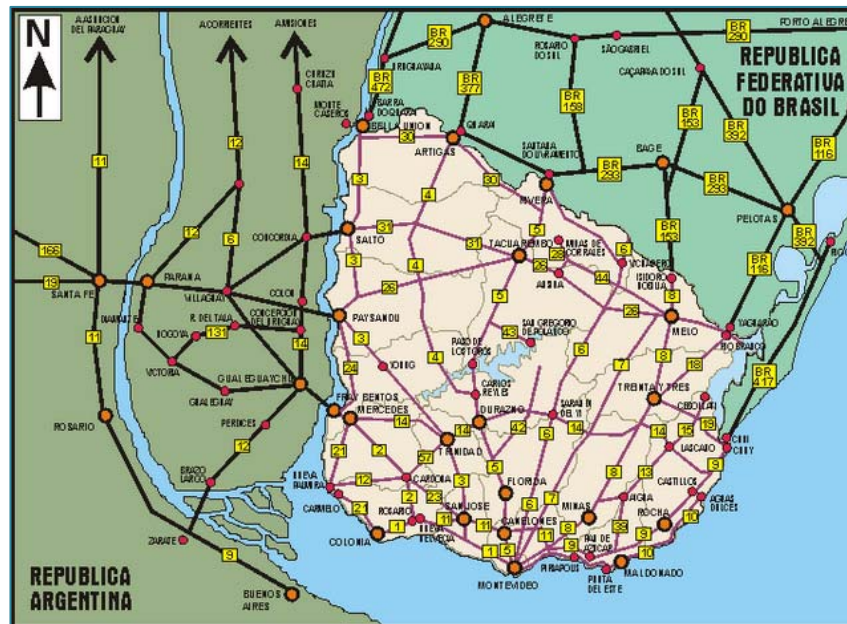 N
A ASUNCION
DEL PARAGUAY
A CORRIENTES
A MISIONES
ALEGRETE
BR
290
PORTO ALEGRE
BR
290
ROSARIO
DO SUL
SÃO GABRIEL
URUGUAIANA
BR
472
BR
377
BR
158
CAÇAPAVA DO SUL
BR
153
BR
392
BR
116
REPUBLICA
FEDERATIVA
DO BRASIL
CURUZU
CUATIA
MONTE
CASEROS
BARRA
DO QUARAI
BELLA UNION
30
ARTIGAS
QUARAI
SANTANA
DO LIVRAMENTO
BR
293
BAGE
BR
293
PELOTAS
BR
392
11
12
14
3
4
30
RIVERA
BR
153
BR
116
12
6
CONCORDIA
SALTO
31
31
5
TACUAREMBO
MINAS DE
CORRALES
28
26
44
6
VICHADERO
ISIDORO
NOBLIA
8
166
19
SANTA FE
PARANA
VILLAGUAY
COLON
3
4
26
ANSINA
26
MELO
DIAMANTE
NOGOYA
R. DEL TALA
131
CONCEPCION
DEL URUGUAY
14
PAYSANDU
5
SAN GREGORIO
DE POLANCO
43
PASO DE
LOS TOROS
6
7
8
18
JAGUARÃO
RIO BRANCO
BR
417
11
VICTORIA
GUALEGUAY
GUALEGUAYCHU
3
YOUNG
4
24
CARLOS
REYLES
TREINTA Y TRES
CEBOLLATI
ROSARIO
PERDICES
12
FRAY BENTOS
MERCEDES
14
14
DURAZNO
42
SARANDI
DEL YI
6
14
14
15
19
CHUI
CHUY
BRAZO
LARGO
21
2
57
TRINIDAD
5
LASCANO
9
NUEVA
PALMIRA
12
CARDONA
3
FLORIDA
8
13
CASTILLOS
CARMELO
21
2
23
6
7
MINAS
AIGUA
AGUAS
DULCES
ROSARIO
1
NUEVA
HELVECIA
11
SAN JOSE
11
CANELONES
11
8
39
ROCHA
10
ZARATE
COLONIA
1
5
9
PAN DE
AZUCAR
9
10
9
MONTEVIDEO
PIRIAPOLIS
PUNTA
DEL ESTE
MALDONADO
REPUBLICA
ARGENTINA
BUENOS
AIRES